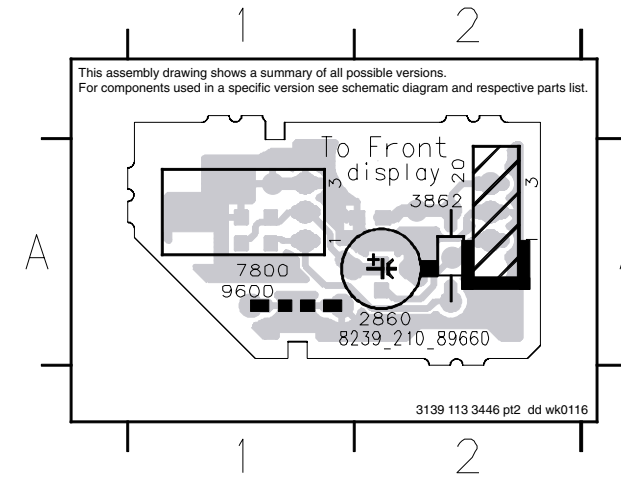 1 2
This assembly drawing shows a summary of all possible versions.
For components used in a specific version see schematic diagram and respective parts list.
To Front
display
20
3
3
3862
A
1
1
7800
9600
2860
8239_210_89660
3139 113 3446 pt2 dd wk0116
1 2